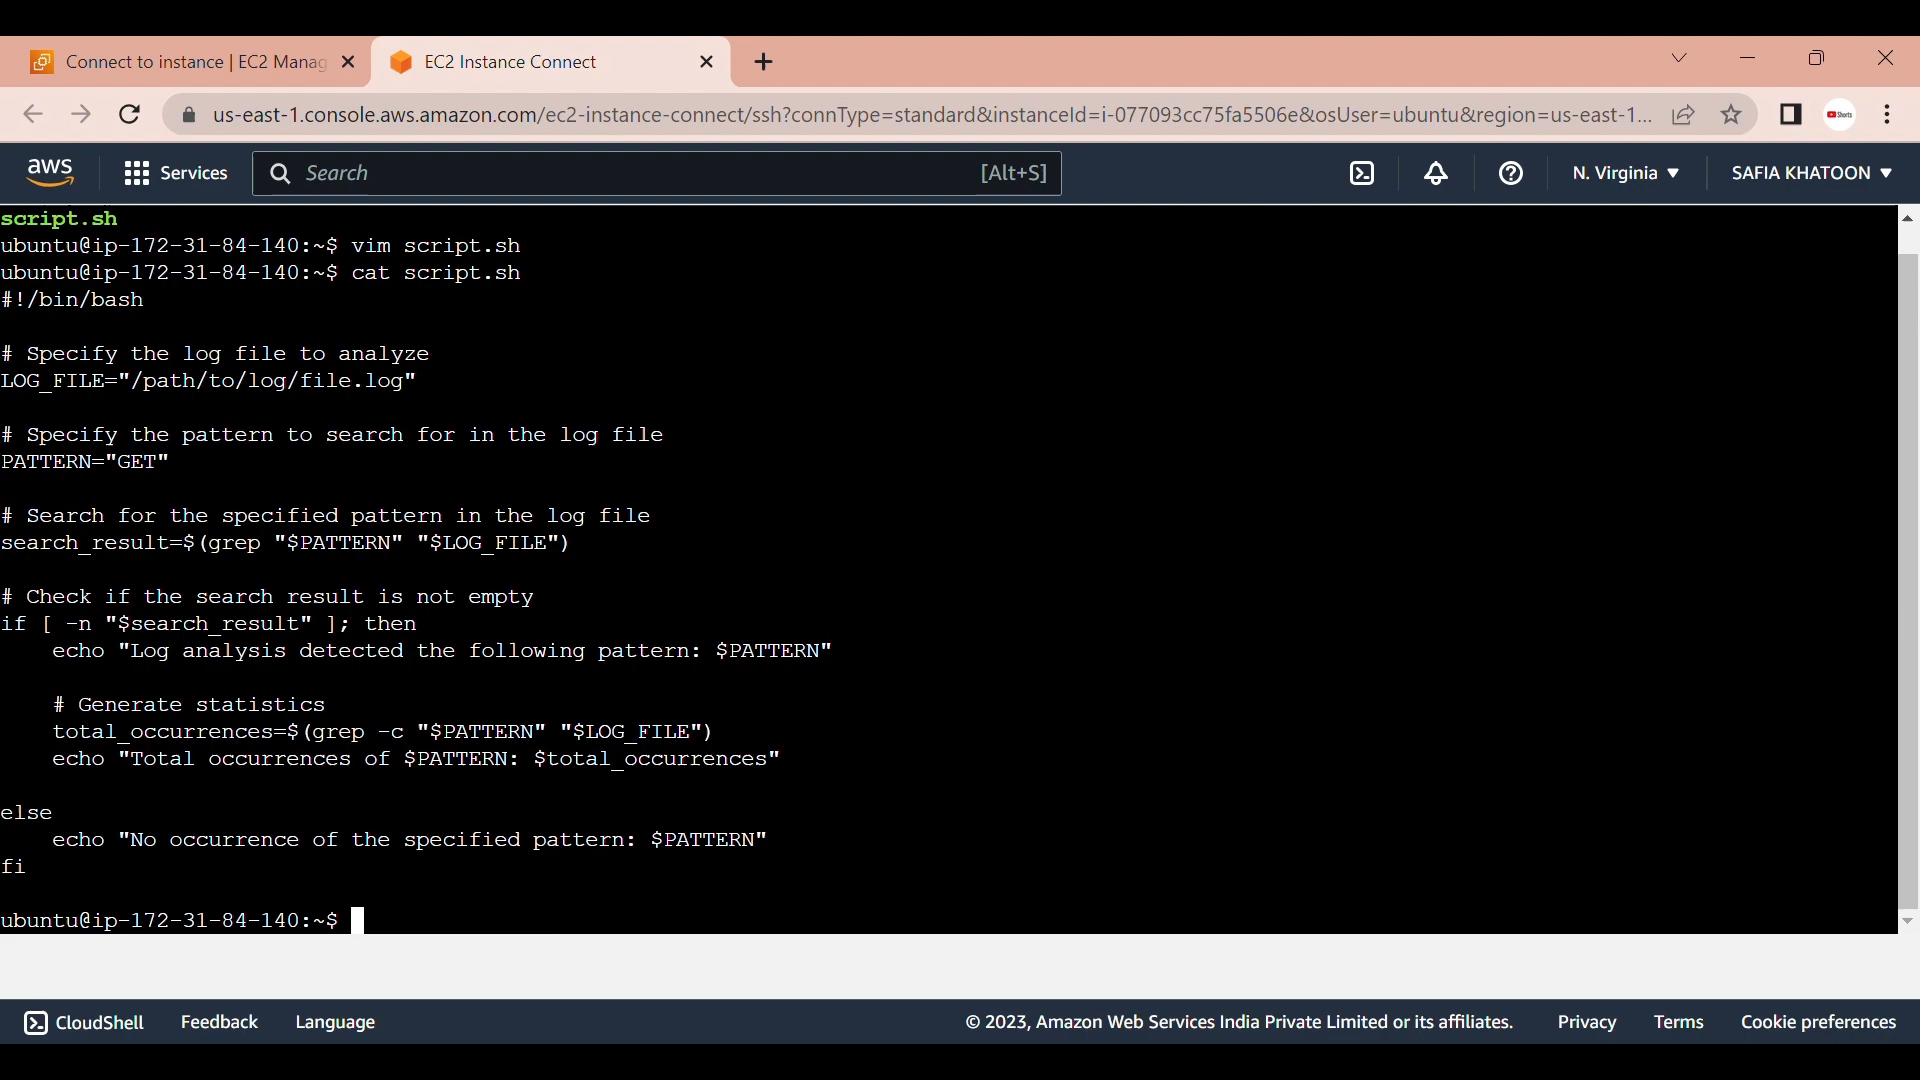 Connect to instance | EC2 Manag
EC2 Instance Connect
us-east-1.console.aws.amazon.com/ec2-instance-connect/ssh?connType=standard&instanceId=i-077093cc75fa5506e&osUser=ubuntu&region=us-east-1...
Shorts
aws Services Search [Alt+S] N. Virginia SAFIA KHATOON
script.sh
ubuntu@ip-172-31-84-140:~$ vim script.sh
ubuntu@ip-172-31-84-140:~$ cat script.sh
#!/bin/bash
# Specify the log file to analyze
LOG_FILE="/path/to/log/file.log"
# Specify the pattern to search for in the log file
PATTERN="GET"
# Search for the specified pattern in the log file
search_result=$(grep "$PATTERN" "$LOG_FILE")
# Check if the search result is not empty
if [ -n "$search_result" ]; then
    echo "Log analysis detected the following pattern: $PATTERN"
    # Generate statistics
    total_occurrences=$(grep -c "$PATTERN" "$LOG_FILE")
    echo "Total occurrences of $PATTERN: $total_occurrences"
else
    echo "No occurrence of the specified pattern: $PATTERN"
fi
ubuntu@ip-172-31-84-140:~$
CloudShell Feedback Language © 2023, Amazon Web Services India Private Limited or its affiliates. Privacy Terms Cookie preferences